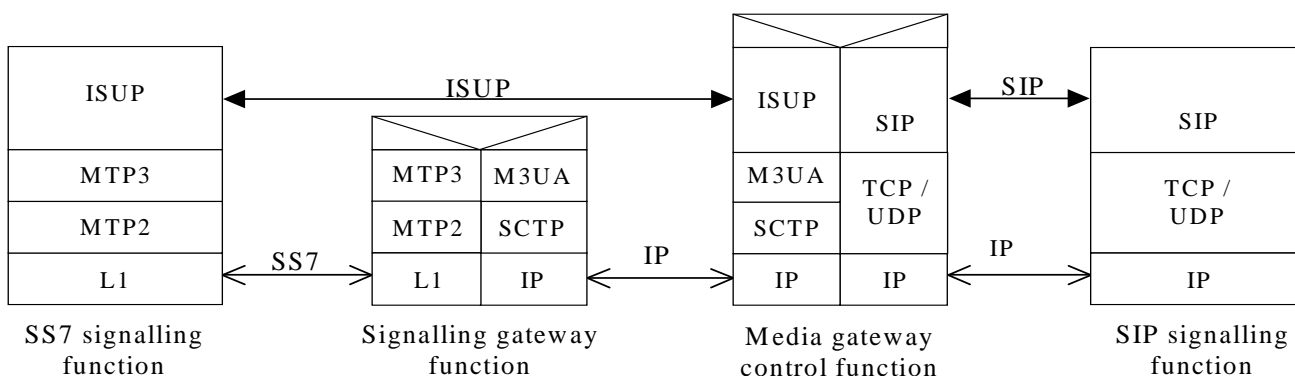 ISUP
MTP3
MTP2
L1
SS7 signalling
function
ISUP
SS7
MTP3
M3UA
MTP2
SCTP
L1
IP
Signalling gateway
function
IP
ISUP
SIP
M3UA
SCTP
TCP /
UDP
IP
IP
Media gateway
control function
SIP
IP
SIP
TCP /
UDP
IP
SIP signalling
function